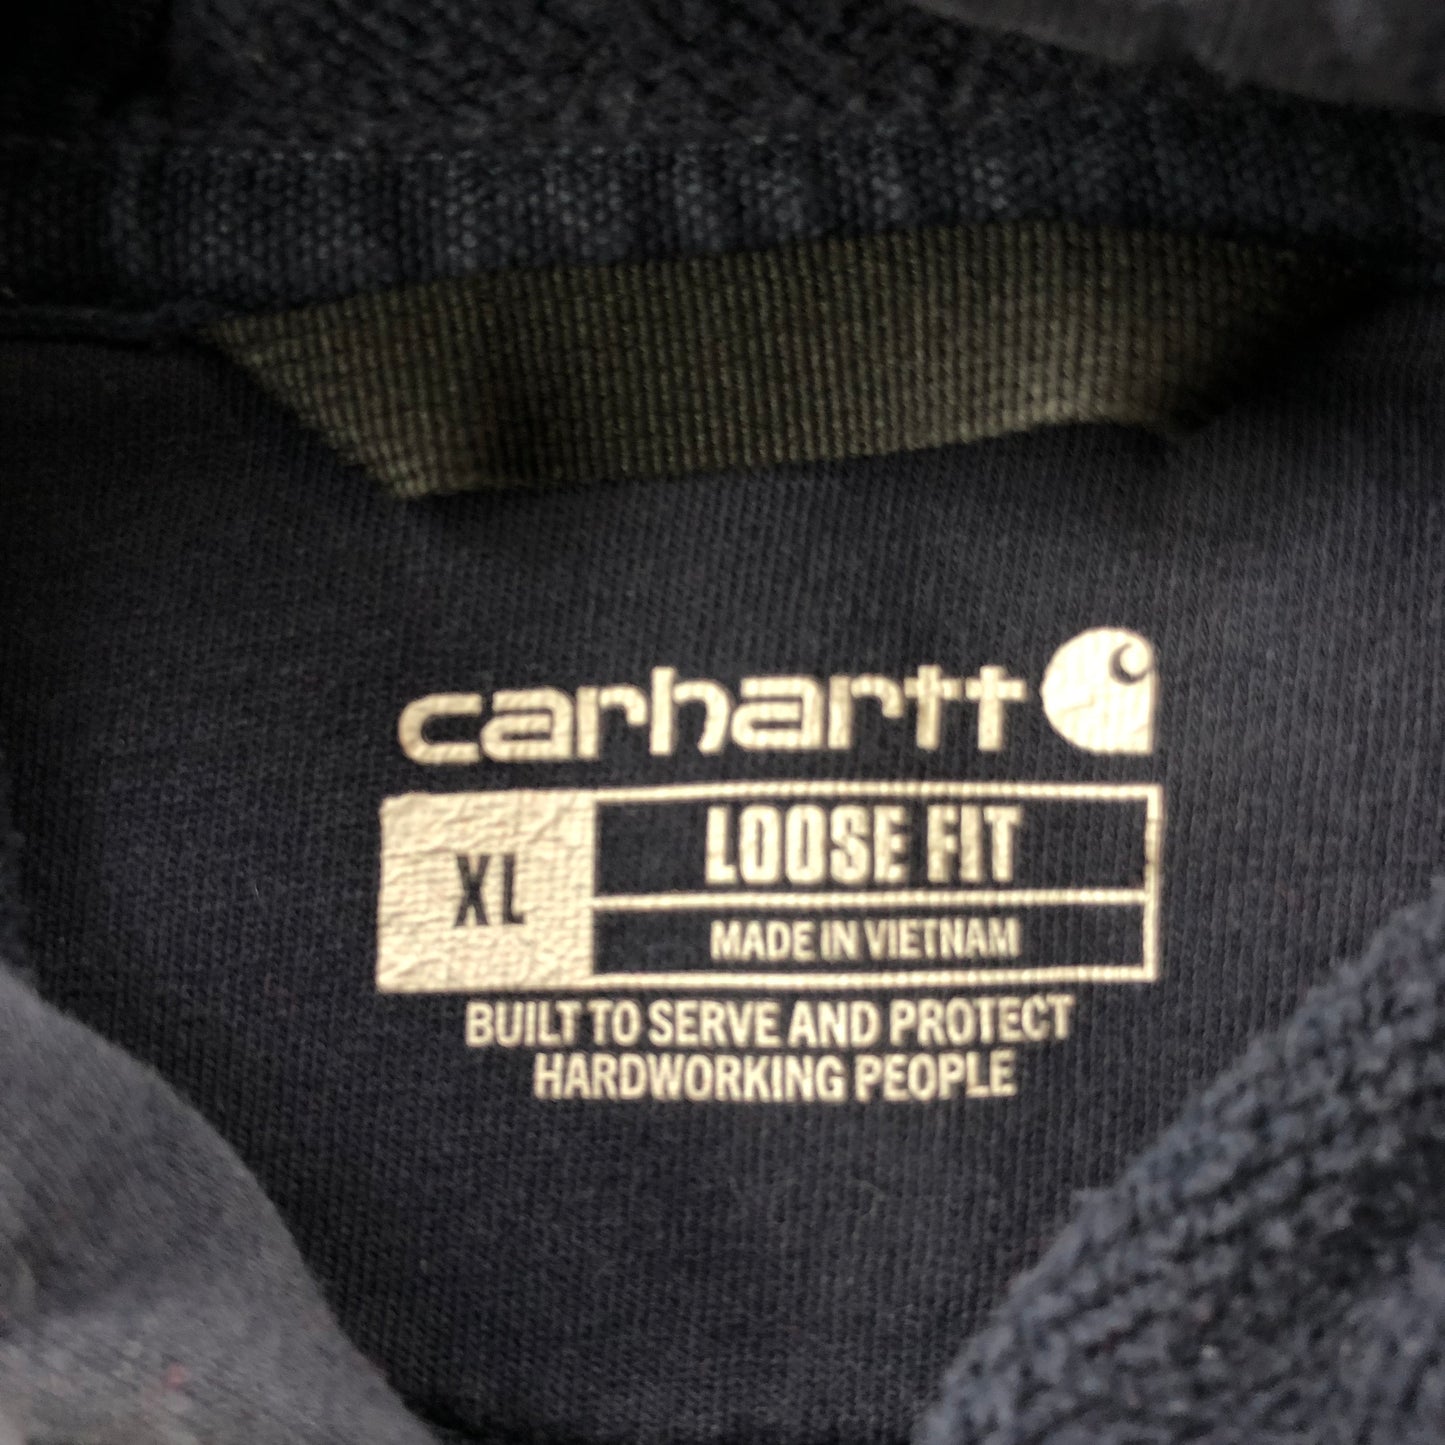 carhartt
XL
LOOSE FIT
MADE IN VIETNAM
BUILT TO SERVE AND PROTECT
HARDWORKING PEOPLE